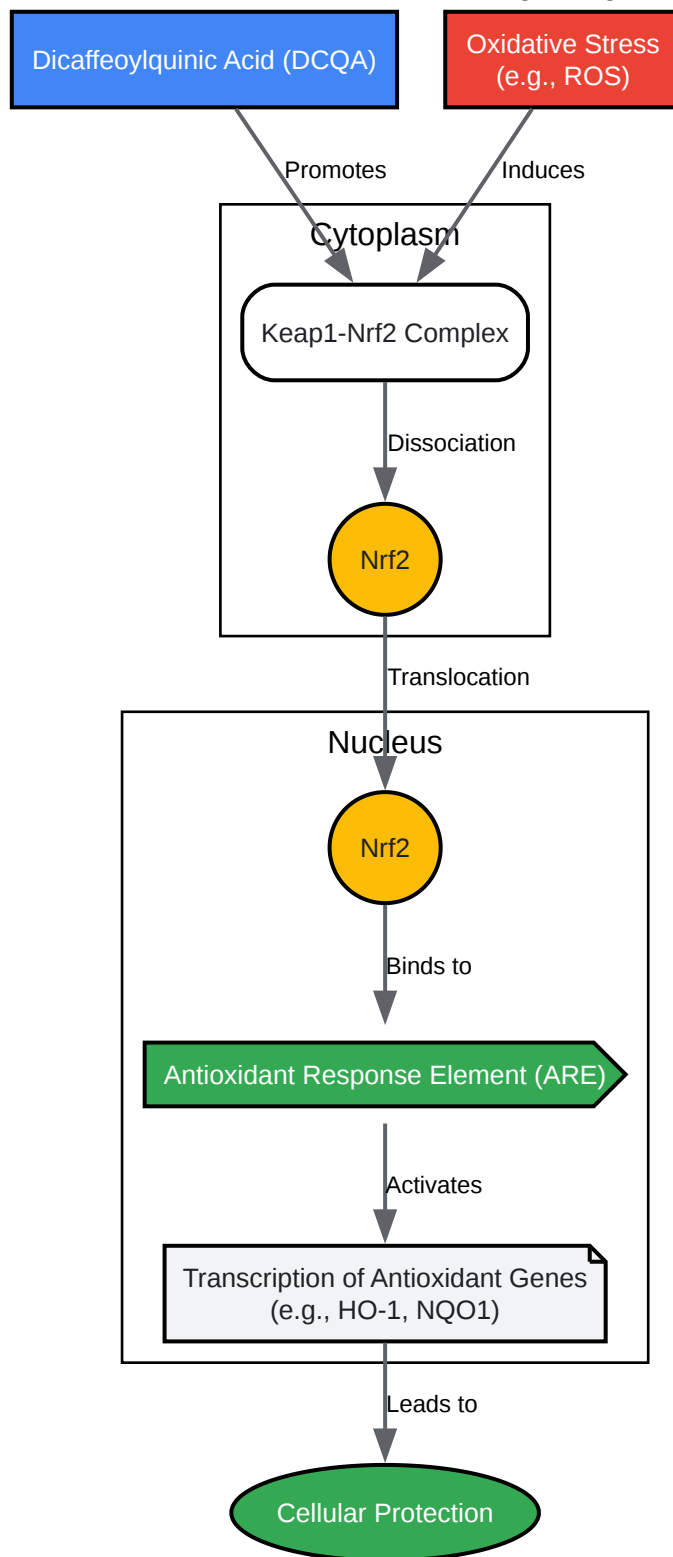 Dicaffeoylquinic Acid (DCQA)
Oxidative Stress
(e.g., ROS)
Promotes
Induces
Cytoplasm
Keap1-Nrf2 Complex
Dissociation
Nrf2
Translocation
Nucleus
Nrf2
Binds to
Antioxidant Response Element (ARE)
Activates
Transcription of Antioxidant Genes
(e.g., HO-1, NQO1)
Leads to
Cellular Protection